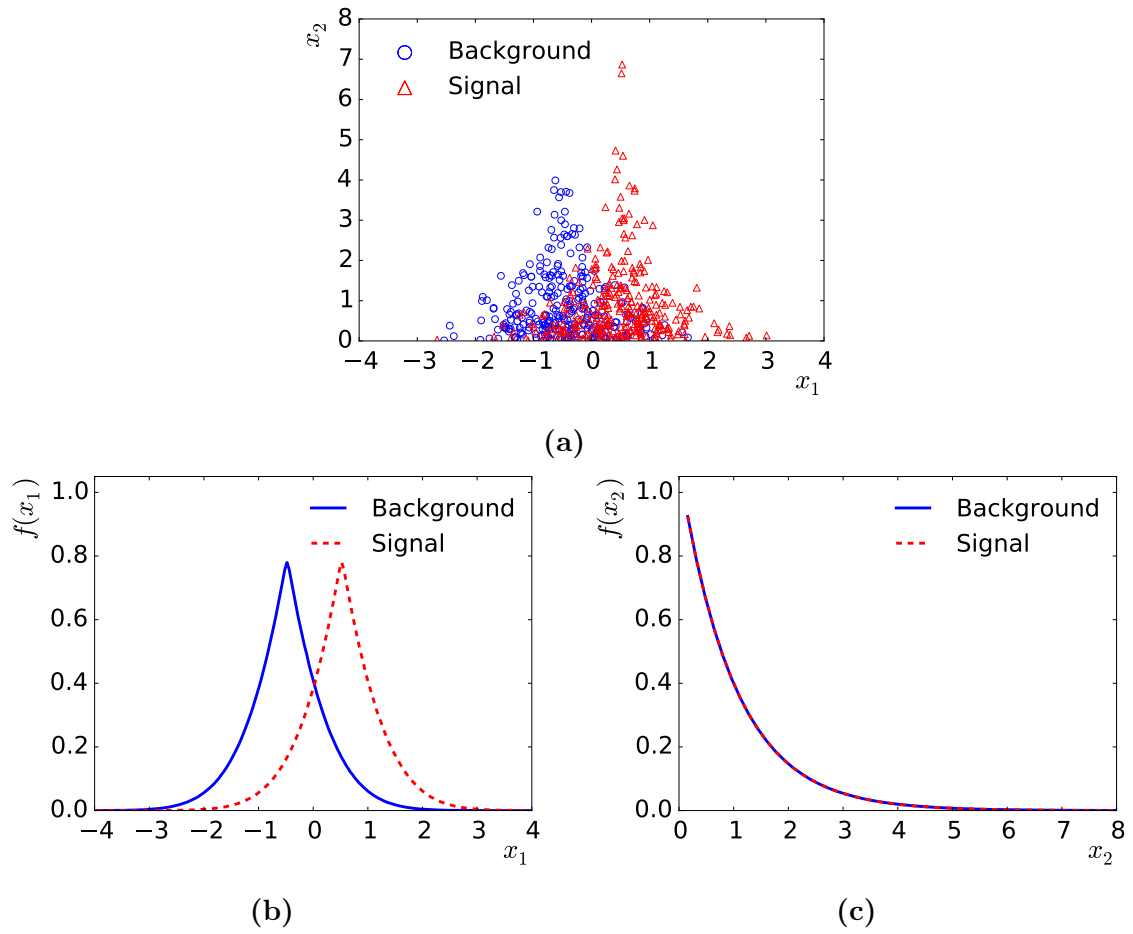 x₂
8
7
6
5
4
3
2
1
0
Background
Signal
−4 −3 −2 −1 0 1 2 3 4
x₁
(a)
f(x₁)
1.0
0.8
0.6
0.4
0.2
0.0
Background
Signal
−4 −3 −2 −1 0 1 2 3 4
x₁
(b)
f(x₂)
1.0
0.8
0.6
0.4
0.2
0.0
Background
Signal
0 1 2 3 4 5 6 7 8
x₂
(c)